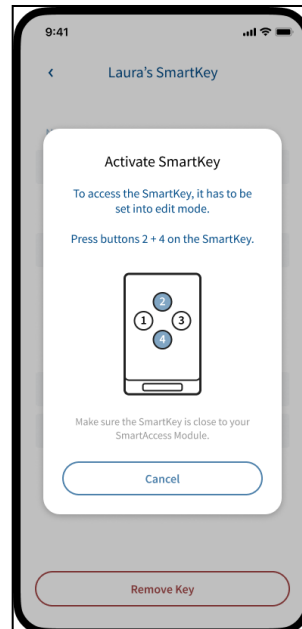 9:41
Laura's SmartKey
Activate SmartKey
To access the SmartKey, it has to be
set into edit mode.
Press buttons 2 + 4 on the SmartKey.
2
1 3
4
Make sure the SmartKey is close to your
SmartAccess Module.
Cancel
Remove Key